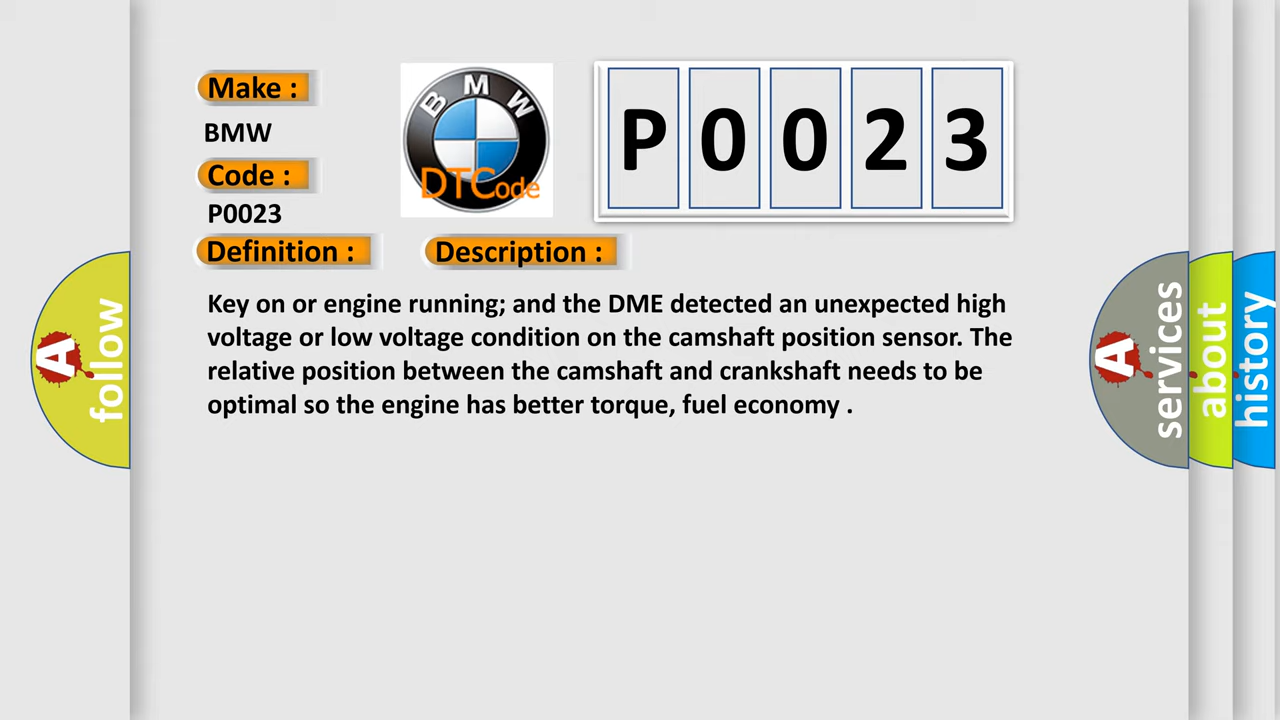 Make :
BMW
Code :
P0023
BMW
DTCode
P0023
Definition :
Description :
Key on or engine running; and the DME detected an unexpected high
voltage or low voltage condition on the camshaft position sensor. The
relative position between the camshaft and crankshaft needs to be
optimal so the engine has better torque, fuel economy .
A
follow
A
services
about
history